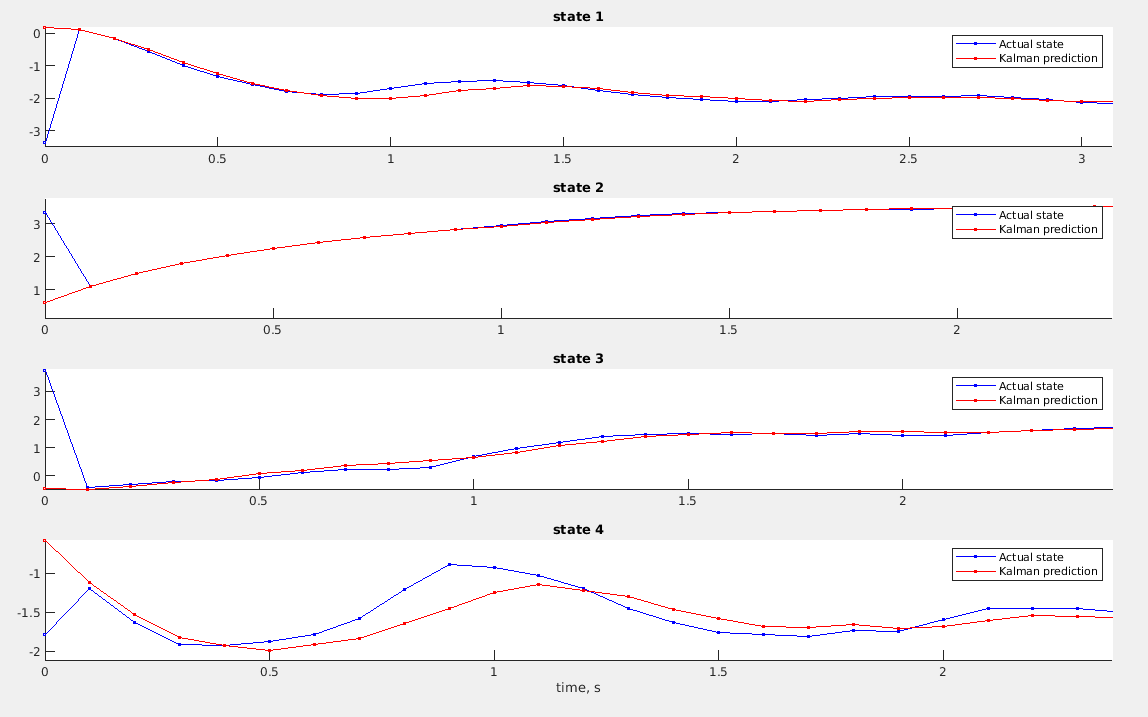 state 1
0
-1
-2
-3
Actual state
Kalman prediction
0 0.5 1 1.5 2 2.5 3
state 2
3
2
1
Actual state
Kalman prediction
0 0.5 1 1.5 2
state 3
3
2
1
0
Actual state
Kalman prediction
0 0.5 1 1.5 2
state 4
-1
-1.5
-2
Actual state
Kalman prediction
0 0.5 1 1.5 2
time, s